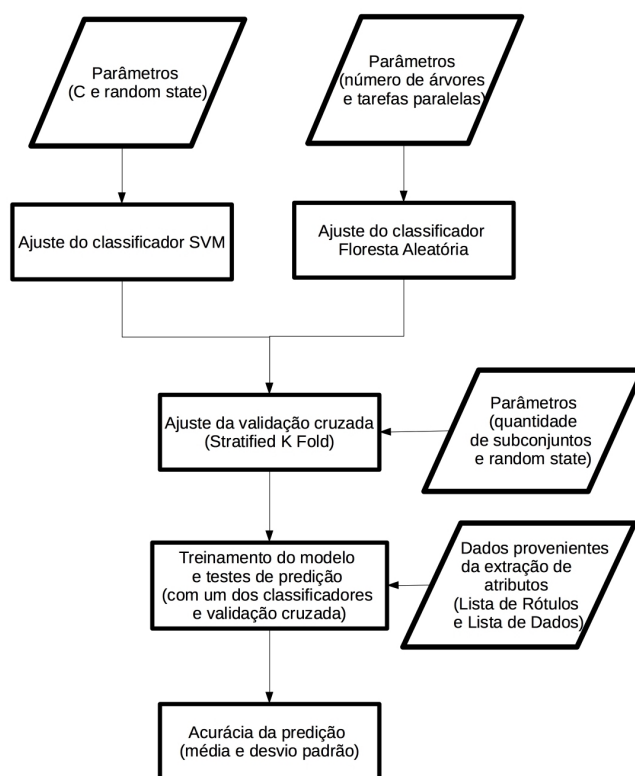 Parâmetros
(C e random state)
Parâmetros
(número de árvores
e tarefas paralelas)
Ajuste do classificador SVM
Ajuste do classificador
Floresta Aleatória
Ajuste da validação cruzada
(Stratified K Fold)
Parâmetros
(quantidade
de subconjuntos
e random state)
Treinamento do modelo
e testes de predição
(com um dos classificadores
e validação cruzada)
Dados provenientes
da extração de
atributos
(Lista de Rótulos
e Lista de Dados)
Acurácia da predição
(média e desvio padrão)